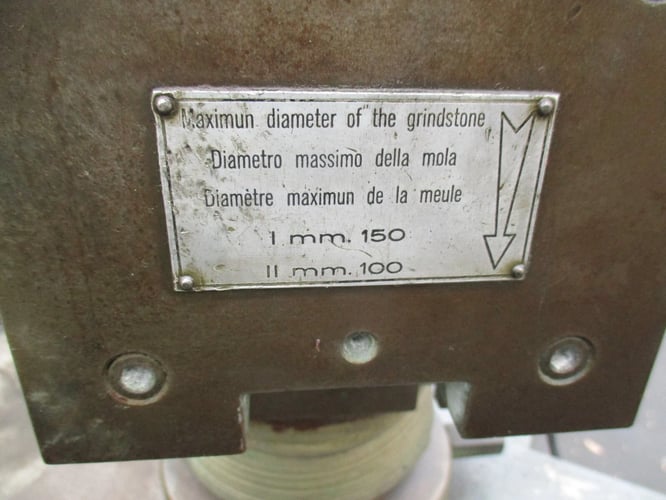 Maximun diameter of the grindstone
Diametro massimo della mola
Diamètre maximun de la meule
I mm. 150
II mm. 100